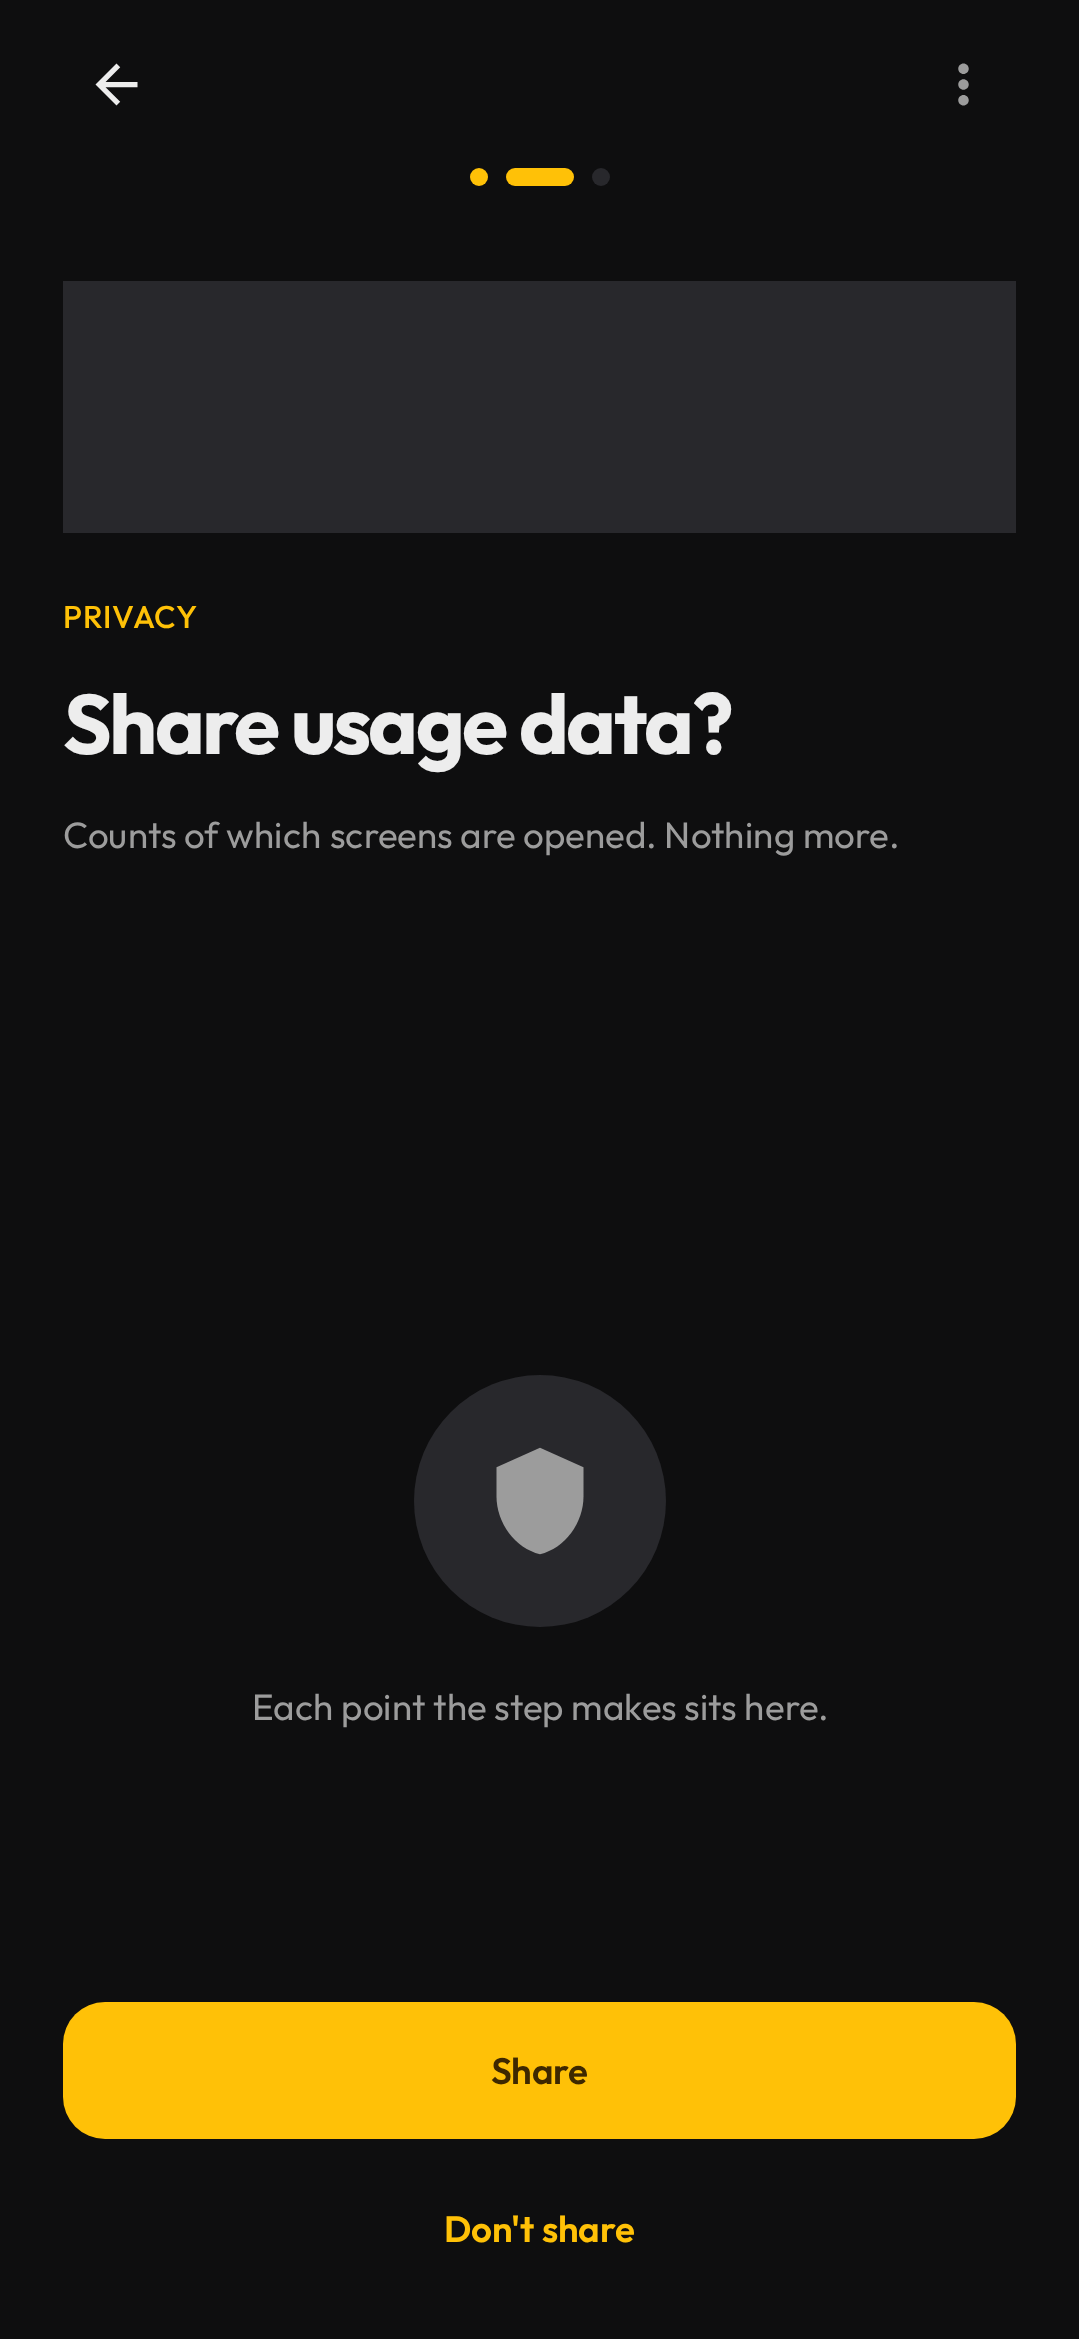 PRIVACY
Share usage data?
Counts of which screens are opened. Nothing more.
Each point the step makes sits here.
Share
Don't share